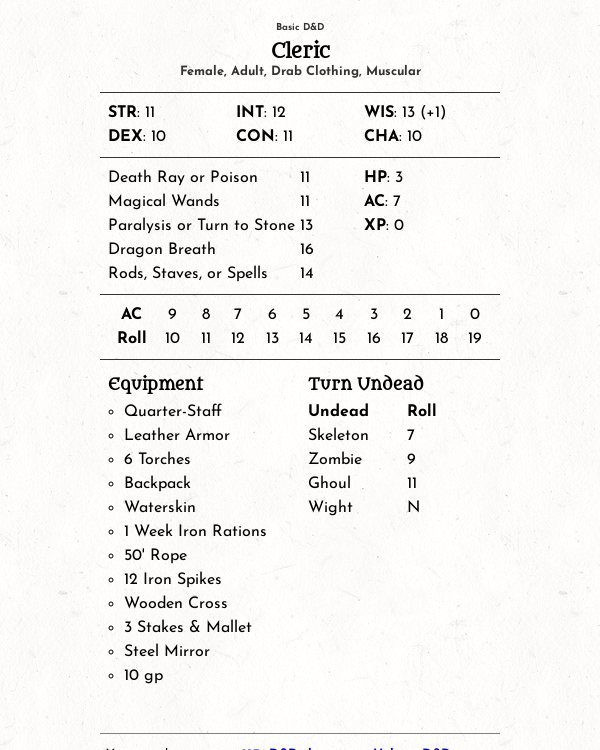 Basic D&D
Cleric
Female, Adult, Drab Clothing, Muscular
STR: 11 INT: 12 WIS: 13 (+1)
DEX: 10 CON: 11 CHA: 10
Death Ray or Poison 11 HP: 3
Magical Wands 11 AC: 7
Paralysis or Turn to Stone 13 XP: 0
Dragon Breath 16
Rods, Staves, or Spells 14
AC 9 8 7 6 5 4 3 2 1 0
Roll 10 11 12 13 14 15 16 17 18 19
Equipment
Quarter-Staff
Leather Armor
6 Torches
Backpack
Waterskin
1 Week Iron Rations
50' Rope
12 Iron Spikes
Wooden Cross
3 Stakes & Mallet
Steel Mirror
10 gp
Turn Undead
Undead Roll
Skeleton 7
Zombie 9
Ghoul 11
Wight N